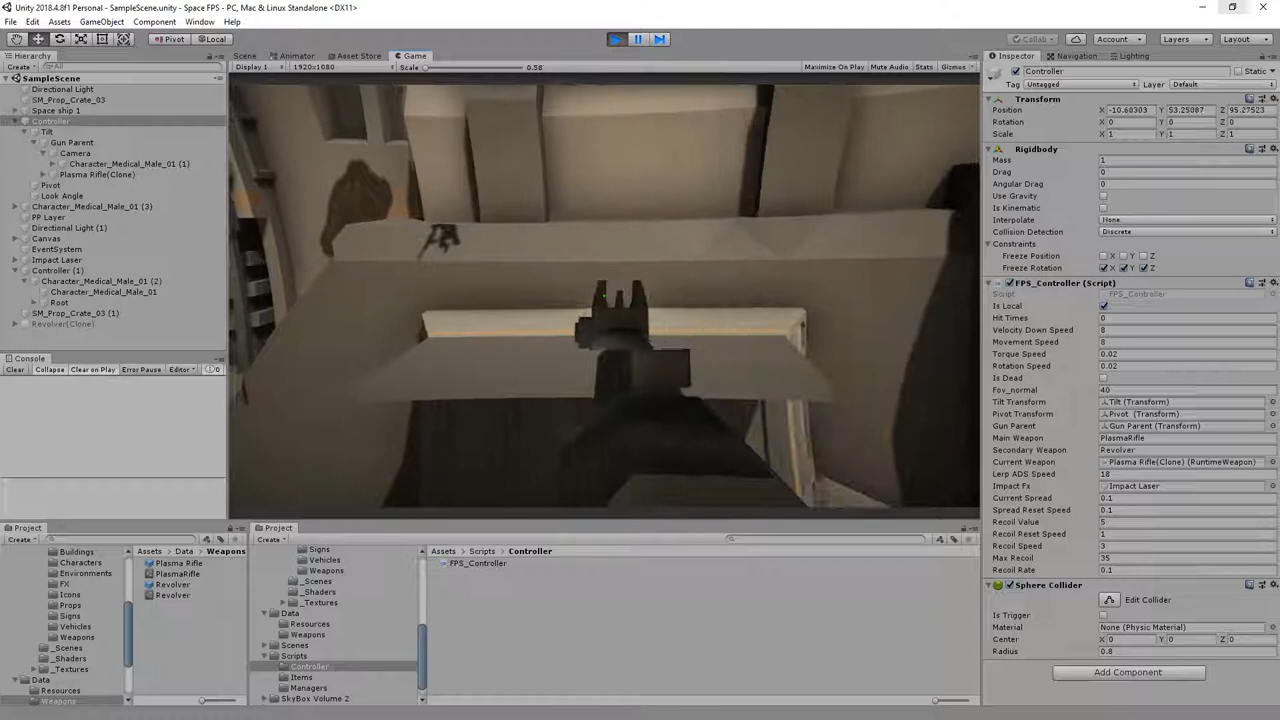 Unity 2018.4.8f1 Personal - SampleScene.unity - Space FPS - PC, Mac & Linux Standalone <DX11>
File Edit Assets GameObject Component Window Help
Pivot Local Collab Account Layers Layout
Hierarchy
Create All
SampleScene
Directional Light
SM_Prop_Crate_03
Space ship 1
Controller
Tilt
Gun Parent
Camera
Character_Medical_Male_01 (1)
Plasma Rifle(Clone)
Pivot
Look Angle
Character_Medical_Male_01 (3)
PP Layer
Directional Light (1)
Canvas
EventSystem
Impact Laser
Controller (1)
Character_Medical_Male_01 (2)
Character_Medical_Male_01
Root
SM_Prop_Crate_03 (1)
Revolver(Clone)
Console
Clear Collapse Clear on Play Error Pause Editor 0
Scene Animator Asset Store Game
Display 1 1920x1080 Scale 0.58 Maximize On Play Mute Audio Stats Gizmos
Inspector Navigation Lighting
Controller Static
Tag Untagged Layer Default
Transform
Position X -10.60303 Y 53.25087 Z 95.27523
Rotation X 0 Y 0 Z 0
Scale X 1 Y 1 Z 1
Rigidbody
Mass 1
Drag 0
Angular Drag 0
Use Gravity
Is Kinematic
Interpolate None
Collision Detection Discrete
Constraints
Freeze Position X Y Z
Freeze Rotation X Y Z
FPS_Controller (Script)
Script FPS_Controller
Is Local
Hit Times 0
Velocity Down Speed 8
Movement Speed 8
Torque Speed 0.02
Rotation Speed 0.02
Is Dead
Fov_normal 40
Tilt Transform Tilt (Transform)
Pivot Transform Pivot (Transform)
Gun Parent Gun Parent (Transform)
Main Weapon PlasmaRifle
Secondary Weapon Revolver
Current Weapon Plasma Rifle(Clone) (RuntimeWeapon)
Lerp ADS Speed 18
Impact Fx Impact Laser
Current Spread 0.1
Spread Reset Speed 0.1
Recoil Value 5
Recoil Reset Speed 1
Recoil Speed 3
Max Recoil 35
Recoil Rate 0.1
Sphere Collider
Edit Collider
Is Trigger
Material None (Physic Material)
Center X 0 Y 0 Z 0
Radius 0.8
Add Component
Project
Create
Buildings
Characters
Environments
FX
Icons
Props
Signs
Vehicles
Weapons
_Scenes
_Shaders
_Textures
Data
Resources
Weapons
Assets Data Weapons
Plasma Rifle
PlasmaRifle
Revolver
Revolver
Project
Create
Signs
Vehicles
Weapons
_Scenes
_Shaders
_Textures
Data
Resources
Weapons
Scenes
Scripts
Controller
Items
Managers
SkyBox Volume 2
Assets Scripts Controller
FPS_Controller